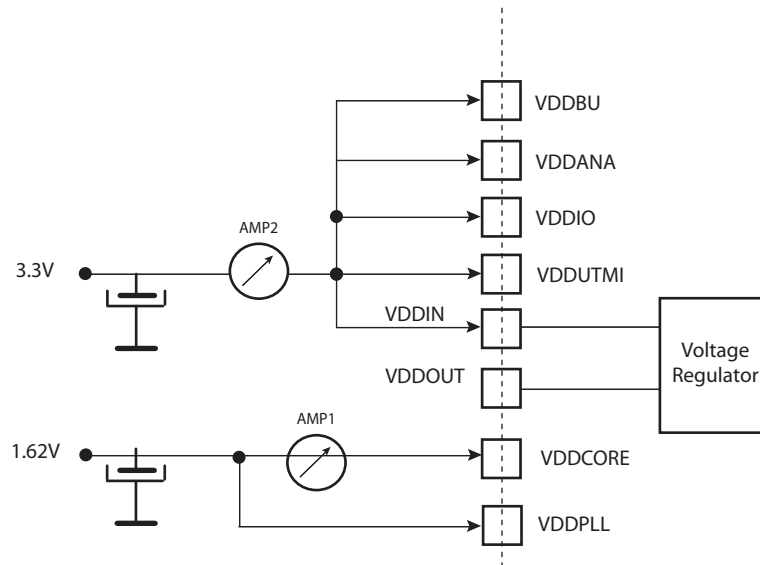 VDDBU
VDDANA
VDDIO
AMP2
3.3V
VDDUTMI
VDDIN
Voltage
Regulator
VDDOUT
AMP1
1.62V
VDDCORE
VDDPLL